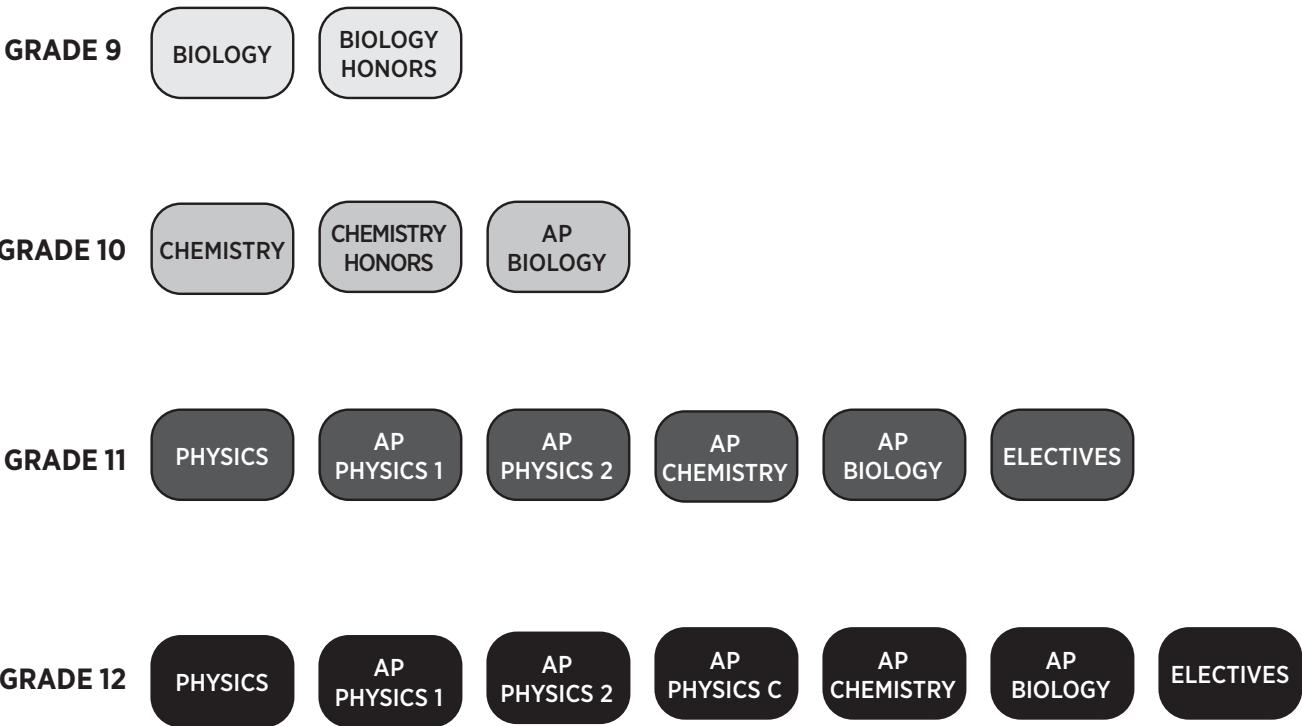 GRADE 9
BIOLOGY
BIOLOGY
HONORS
GRADE 10
CHEMISTRY
CHEMISTRY
HONORS
AP
BIOLOGY
GRADE 11
PHYSICS
AP
PHYSICS 1
AP
PHYSICS 2
AP
CHEMISTRY
AP
BIOLOGY
ELECTIVES
GRADE 12
PHYSICS
AP
PHYSICS 1
AP
PHYSICS 2
AP
PHYSICS C
AP
CHEMISTRY
AP
BIOLOGY
ELECTIVES